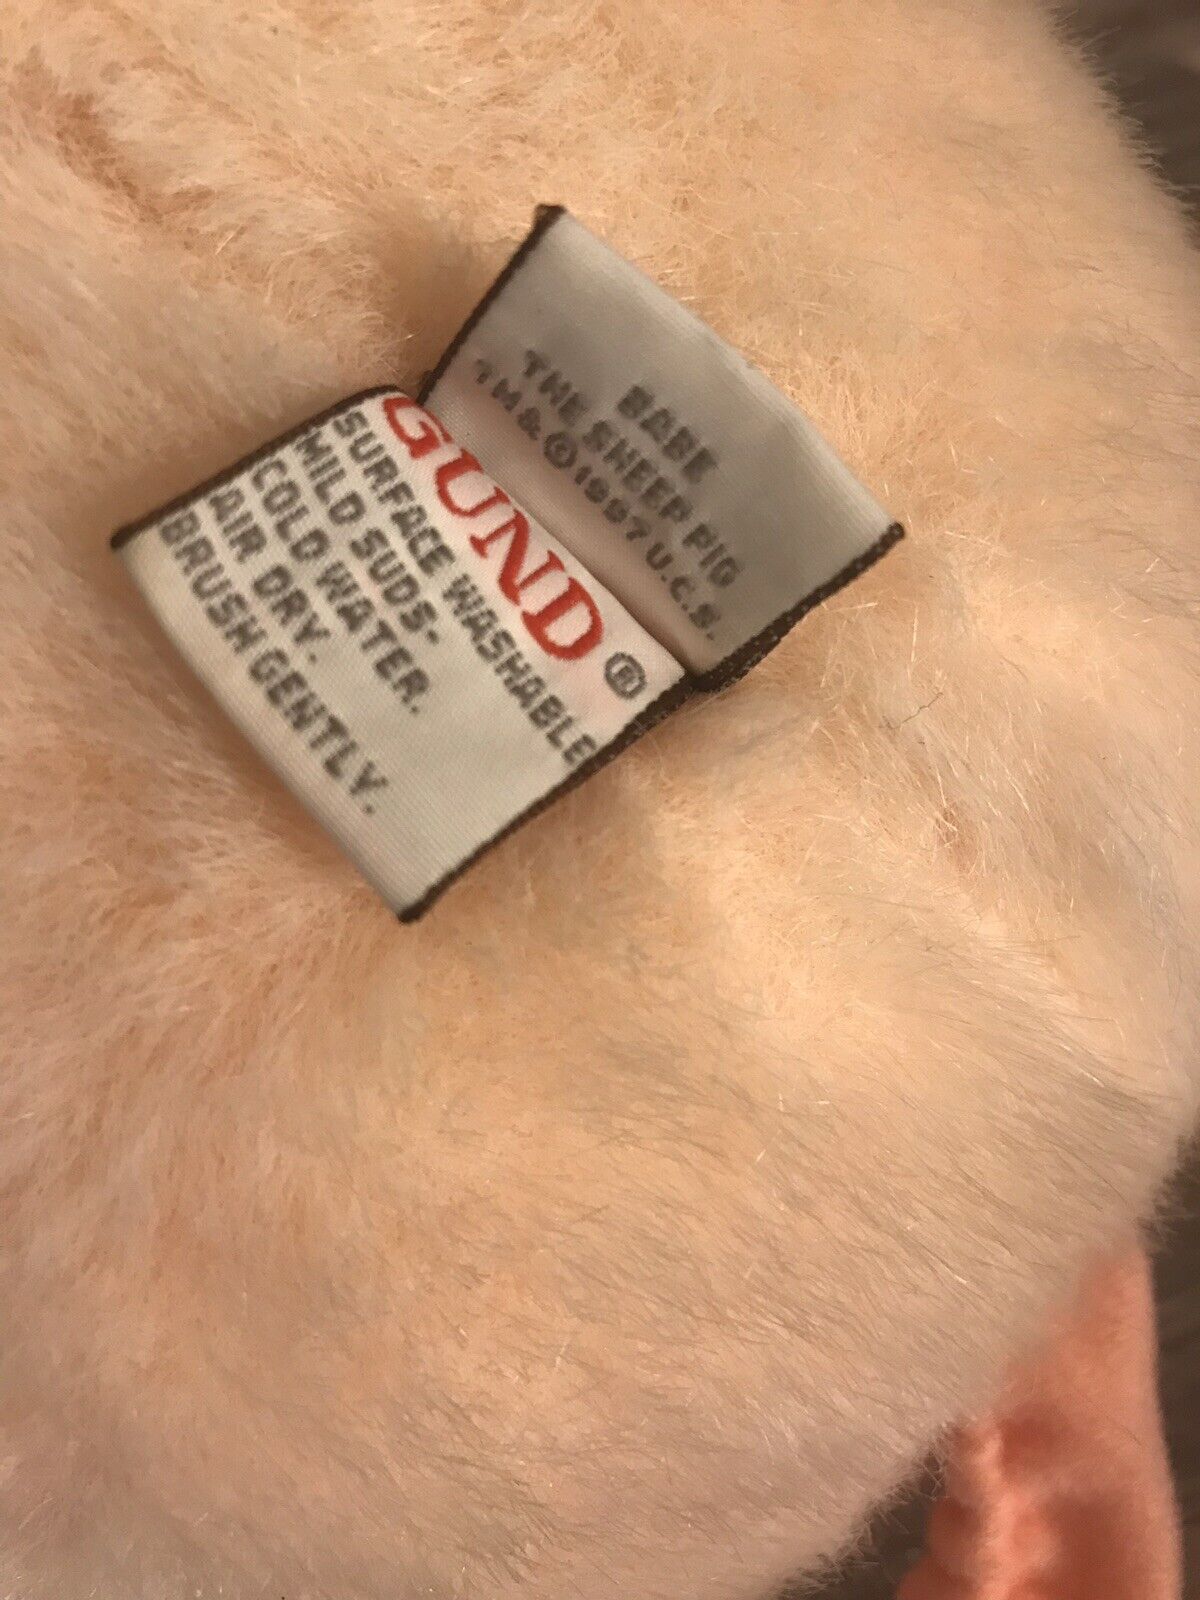 BABE
THE SHEEP PIG
TM & © 1997 U.C.S.
GUND®
SURFACE WASHABLE
MILD SUDS-
COLD WATER.
AIR DRY.
BRUSH GENTLY.